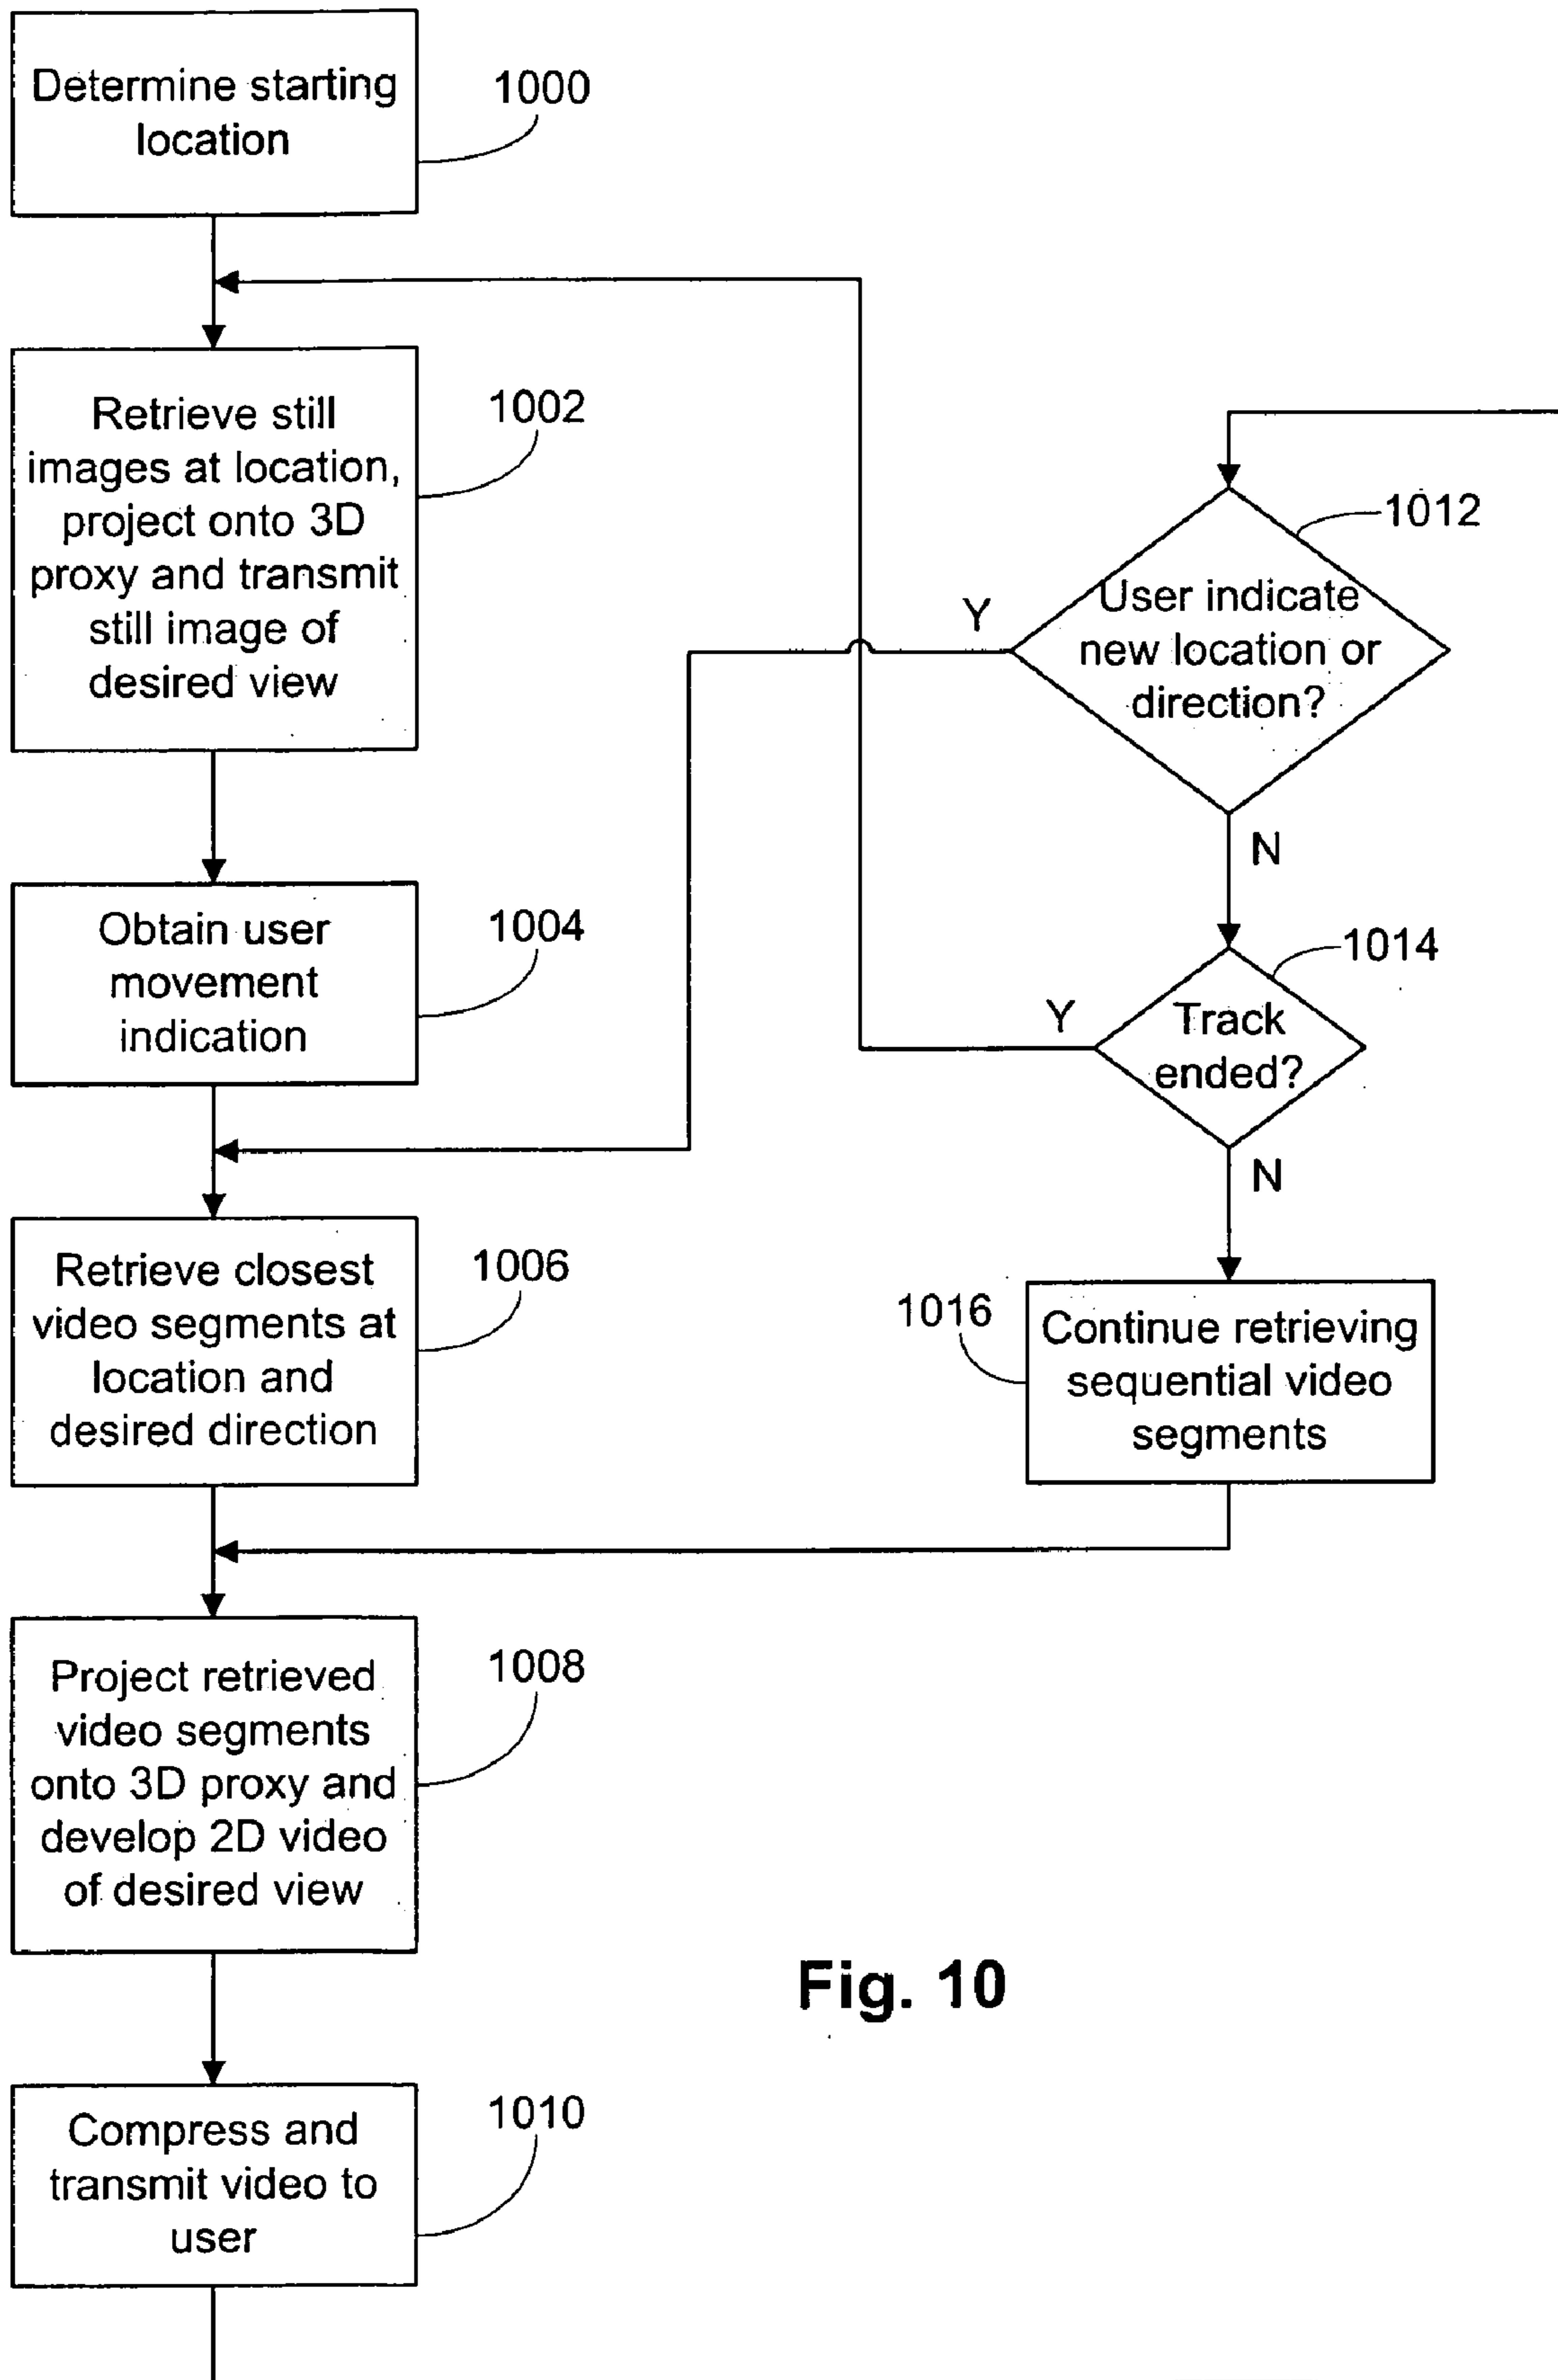 Determine starting
location
1000
Retrieve still
images at location,
project onto 3D
proxy and transmit
still image of
desired view
1002
Obtain user
movement
indication
1004
Retrieve closest
video segments at
location and
desired direction
1006
Project retrieved
video segments
onto 3D proxy and
develop 2D video
of desired view
1008
Compress and
transmit video to
user
1010
1012
User indicate
new location or
direction?
Y
N
1014
Track
ended?
Y
N
1016
Continue retrieving
sequential video
segments
Fig. 10